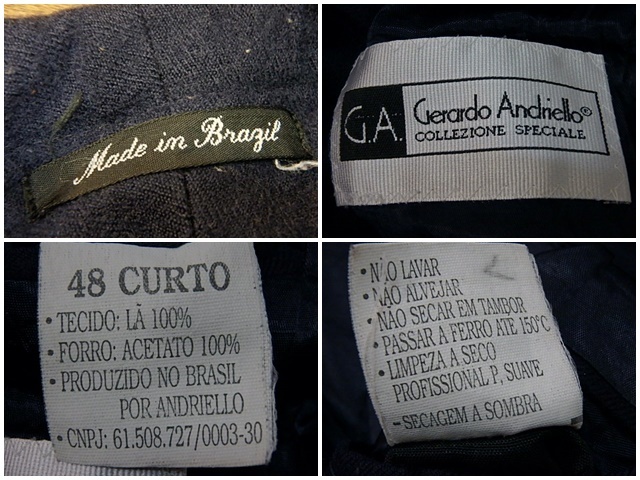 Made in Brazil
G.A. Gerardo Andriello®
COLLEZIONE SPECIALE
48 CURTO
• TECIDO: LÃ 100%
• FORRO: ACETATO 100%
• PRODUZIDO NO BRASIL
POR ANDRIELLO
• CNPJ: 61.508.727/0003-30
• NÃO LAVAR
• NÃO ALVEJAR
• NÃO SECAR EM TAMBOR
• PASSAR A FERRO ATE 150°C
• LIMPEZA A SECO
PROFISSIONAL P, SUAVE
- SECAGEM A SOMBRA